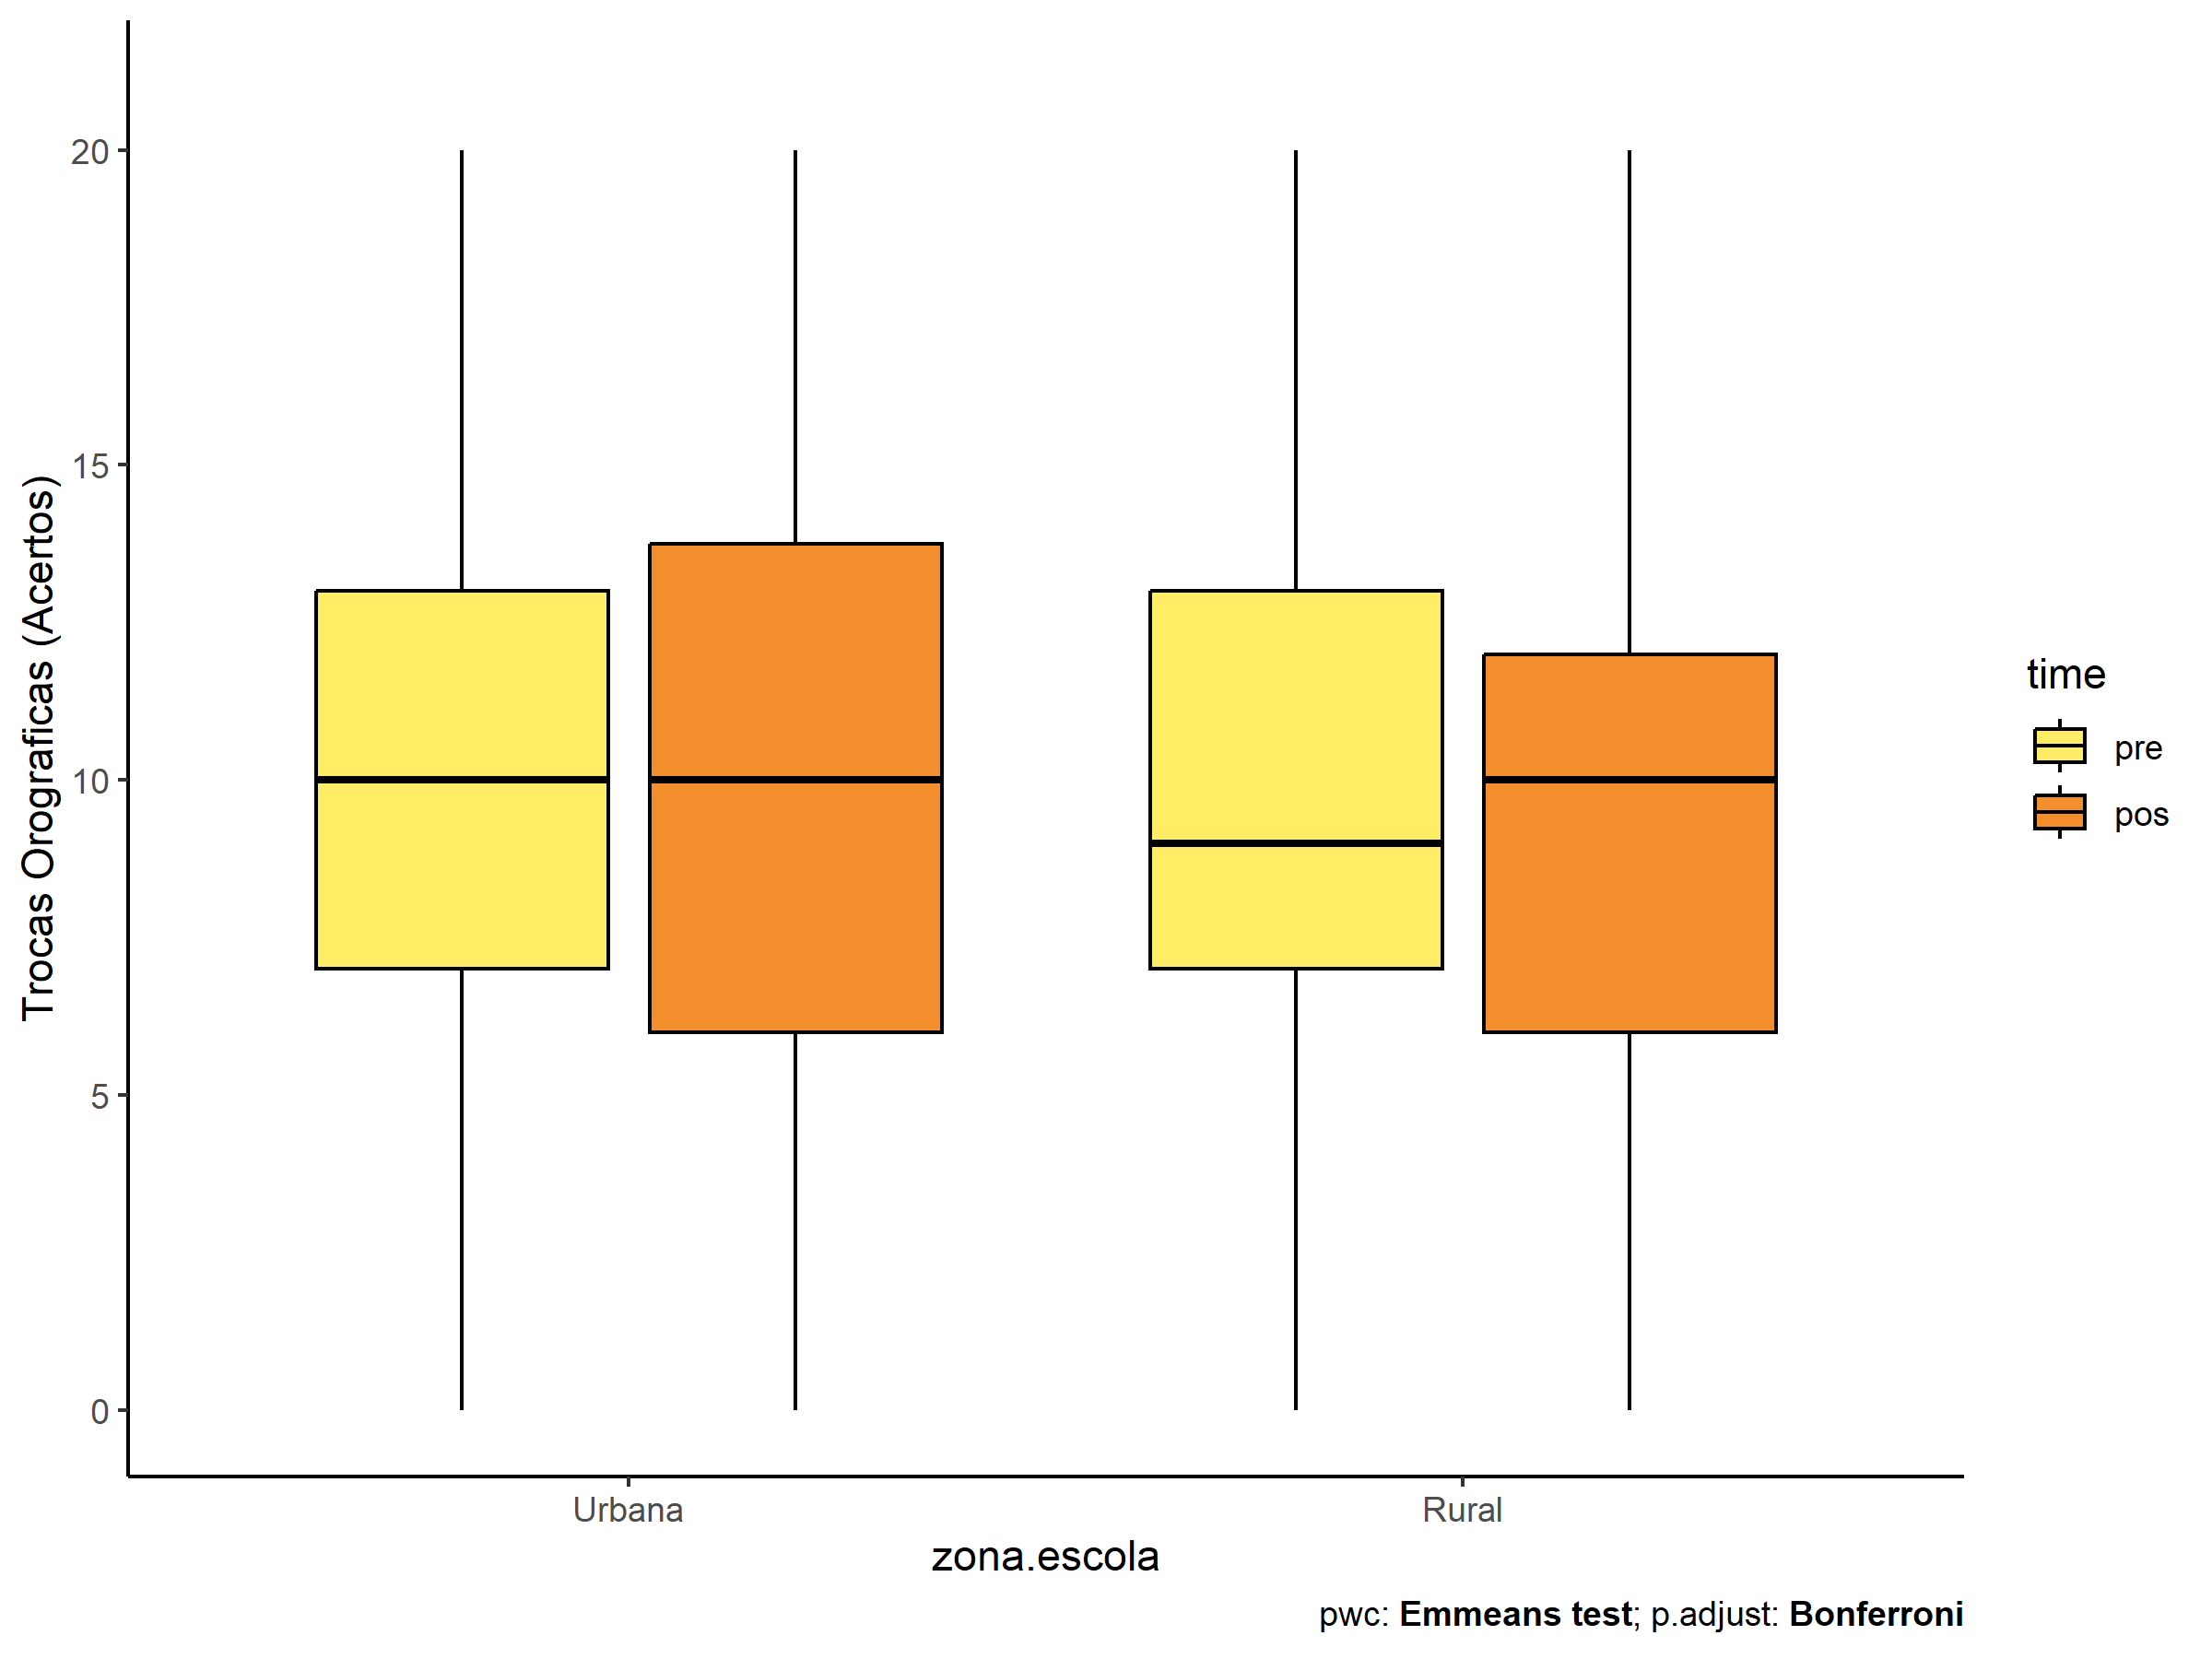 Trocas Orograficas (Acertos)
20
15
10
5
0
Urbana
Rural
zona.escola
time
pre
pos
pwc: Emmeans test; p.adjust: Bonferroni